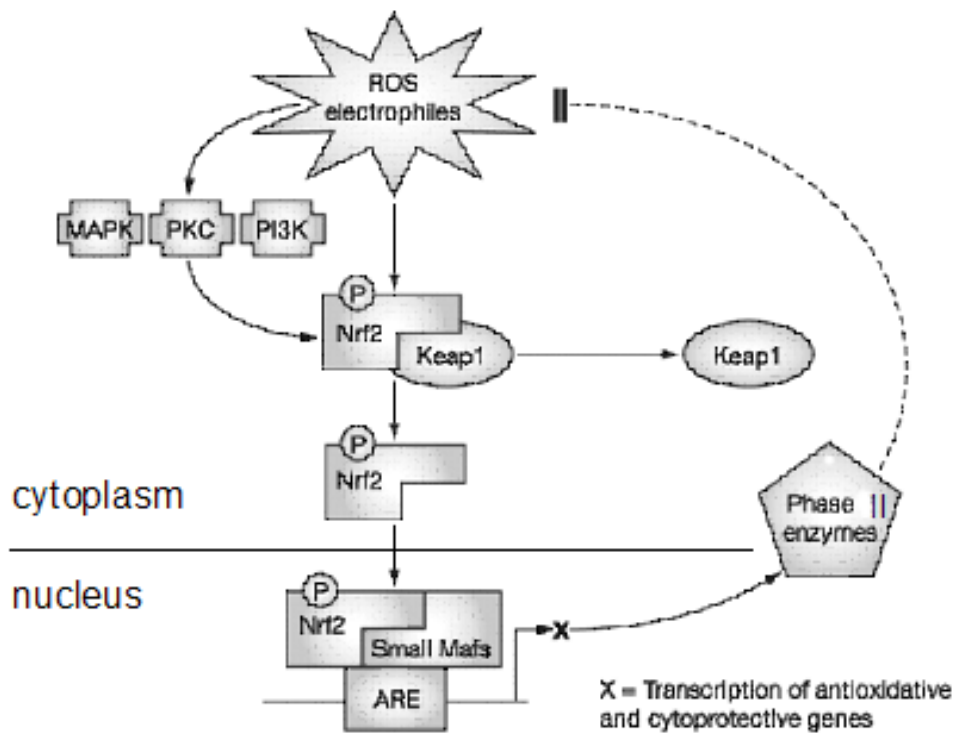 ROS
electrophiles
MAPK PKC PI3K
P
Nrf2
Keap1
Keap1
P
Nrf2
cytoplasm
Phase II
enzymes
nucleus
P
Nrf2
Small Mafs
X
ARE
X = Transcription of antioxidative
and cytoprotective genes